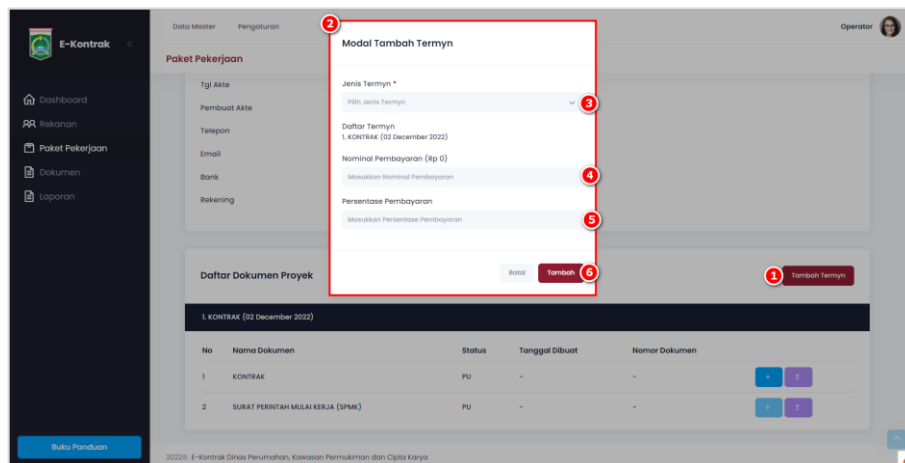 E-Kontrak
Data Master Pengaturan
Operator
Paket Pekerjaan
Dashboard
Rekanan
Paket Pekerjaan
Dokumen
Laporan
Buku Panduan
Tgl Akte
Pembuat Akte
Telepon
Email
Bank
Rekening
2
Modal Tambah Termyn
Jenis Termyn *
Pilih Jenis Termyn
3
Daftar Termyn
1. KONTRAK (02 December 2022)
Nominal Pembayaran (Rp 0)
Masukkan Nominal Pembayaran
4
Persentase Pembayaran
Masukkan Persentase Pembayaran
5
Batal Tambah 6
Daftar Dokumen Proyek
1 Tambah Termyn
1. KONTRAK (02 December 2022)
No Nama Dokumen Status Tanggal Dibuat Nomor Dokumen
1 KONTRAK PU - -
2 SURAT PERINTAH MULAI KERJA (SPMK) PU - -
2022© E-Kontrak Dinas Perumahan, Kawasan Permukiman dan Cipta Karya